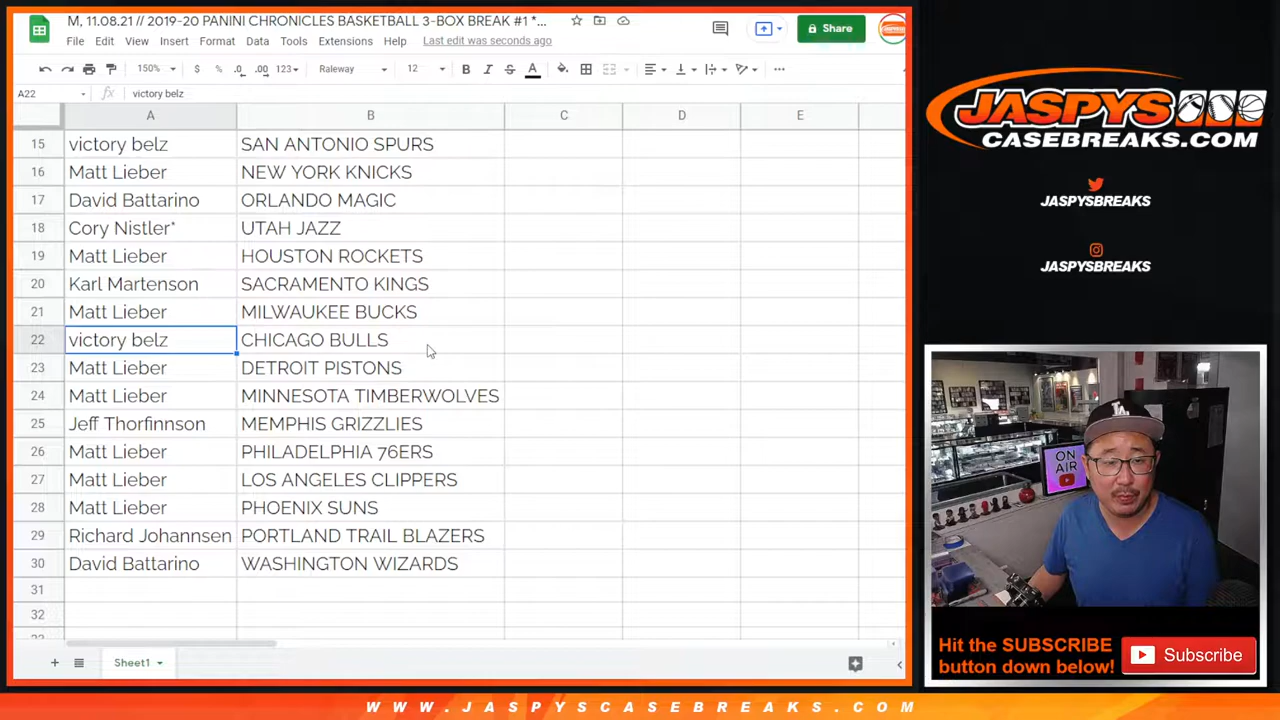 M, 11.08.21 // 2019-20 PANINI CHRONICLES BASKETBALL 3-BOX BREAK #1 *...
File Edit View Insert Format Data Tools Extensions Help Last edit was seconds ago
Share
150% $ % .0 .00 123 Raleway 12 B I S A
A22 fx victory belz
A B C D E
15 victory belz SAN ANTONIO SPURS
16 Matt Lieber NEW YORK KNICKS
17 David Battarino ORLANDO MAGIC
18 Cory Nistler* UTAH JAZZ
19 Matt Lieber HOUSTON ROCKETS
20 Karl Martenson SACRAMENTO KINGS
21 Matt Lieber MILWAUKEE BUCKS
22 victory belz CHICAGO BULLS
23 Matt Lieber DETROIT PISTONS
24 Matt Lieber MINNESOTA TIMBERWOLVES
25 Jeff Thorfinnson MEMPHIS GRIZZLIES
26 Matt Lieber PHILADELPHIA 76ERS
27 Matt Lieber LOS ANGELES CLIPPERS
28 Matt Lieber PHOENIX SUNS
29 Richard Johannsen PORTLAND TRAIL BLAZERS
30 David Battarino WASHINGTON WIZARDS
31
32
33
Sheet1
JASPYS
CASEBREAKS.COM
JASPYSBREAKS
JASPYSBREAKS
ON
AIR
LA
Hit the SUBSCRIBE
button down below!
Subscribe
WWW.JASPYSCASEBREAKS.COM